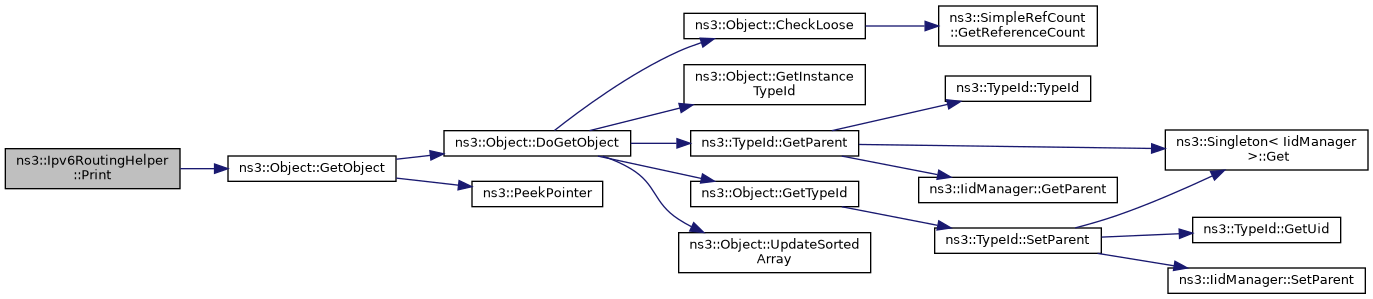 ns3::Ipv6RoutingHelper
::Print
ns3::Object::GetObject
ns3::Object::DoGetObject
ns3::PeekPointer
ns3::Object::CheckLoose
ns3::Object::GetInstance
TypeId
ns3::TypeId::GetParent
ns3::Object::GetTypeId
ns3::Object::UpdateSorted
Array
ns3::SimpleRefCount
::GetReferenceCount
ns3::TypeId::TypeId
ns3::IidManager::GetParent
ns3::TypeId::SetParent
ns3::Singleton< IidManager
>::Get
ns3::TypeId::GetUid
ns3::IidManager::SetParent